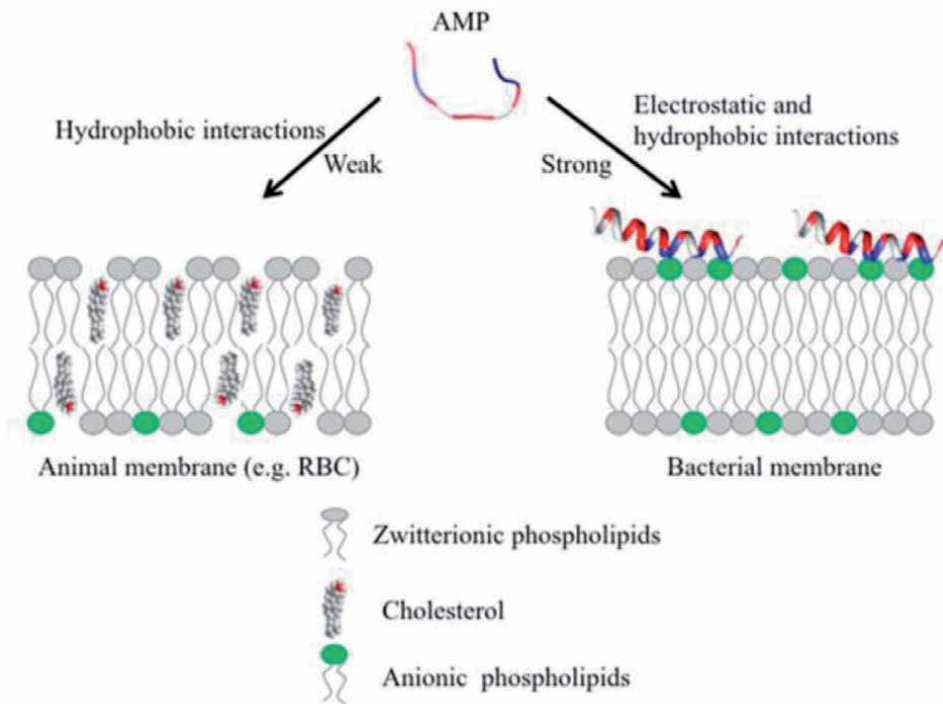 AMP
Hydrophobic interactions
Weak
Electrostatic and
hydrophobic interactions
Strong
Animal membrane (e.g. RBC)
Bacterial membrane
Zwitterionic phospholipids
Cholesterol
Anionic phospholipids